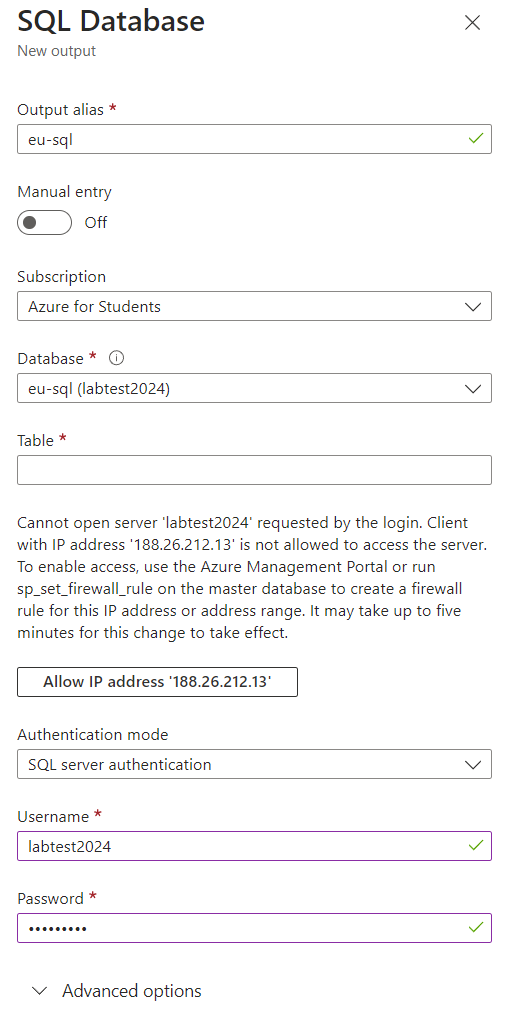 SQL Database
New output
Output alias *
eu-sql
Manual entry
Off
Subscription
Azure for Students
Database *
eu-sql (labtest2024)
Table *
Cannot open server 'labtest2024' requested by the login. Client
with IP address '188.26.212.13' is not allowed to access the server.
To enable access, use the Azure Management Portal or run
sp_set_firewall_rule on the master database to create a firewall
rule for this IP address or address range. It may take up to five
minutes for this change to take effect.
Allow IP address '188.26.212.13'
Authentication mode
SQL server authentication
Username *
labtest2024
Password *
•••••••••
Advanced options